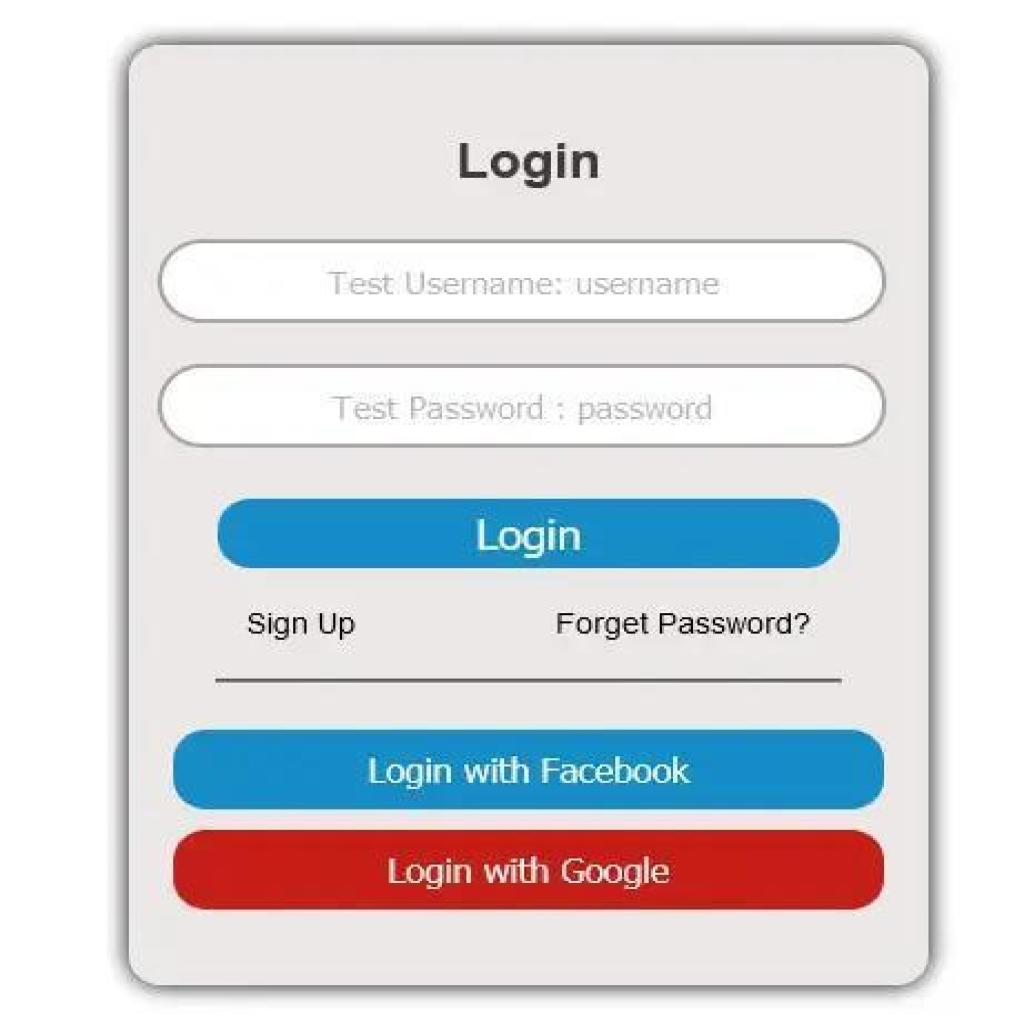 Login
Test Username: username
Test Password : password
Login
Sign Up Forget Password?
Login with Facebook
Login with Google